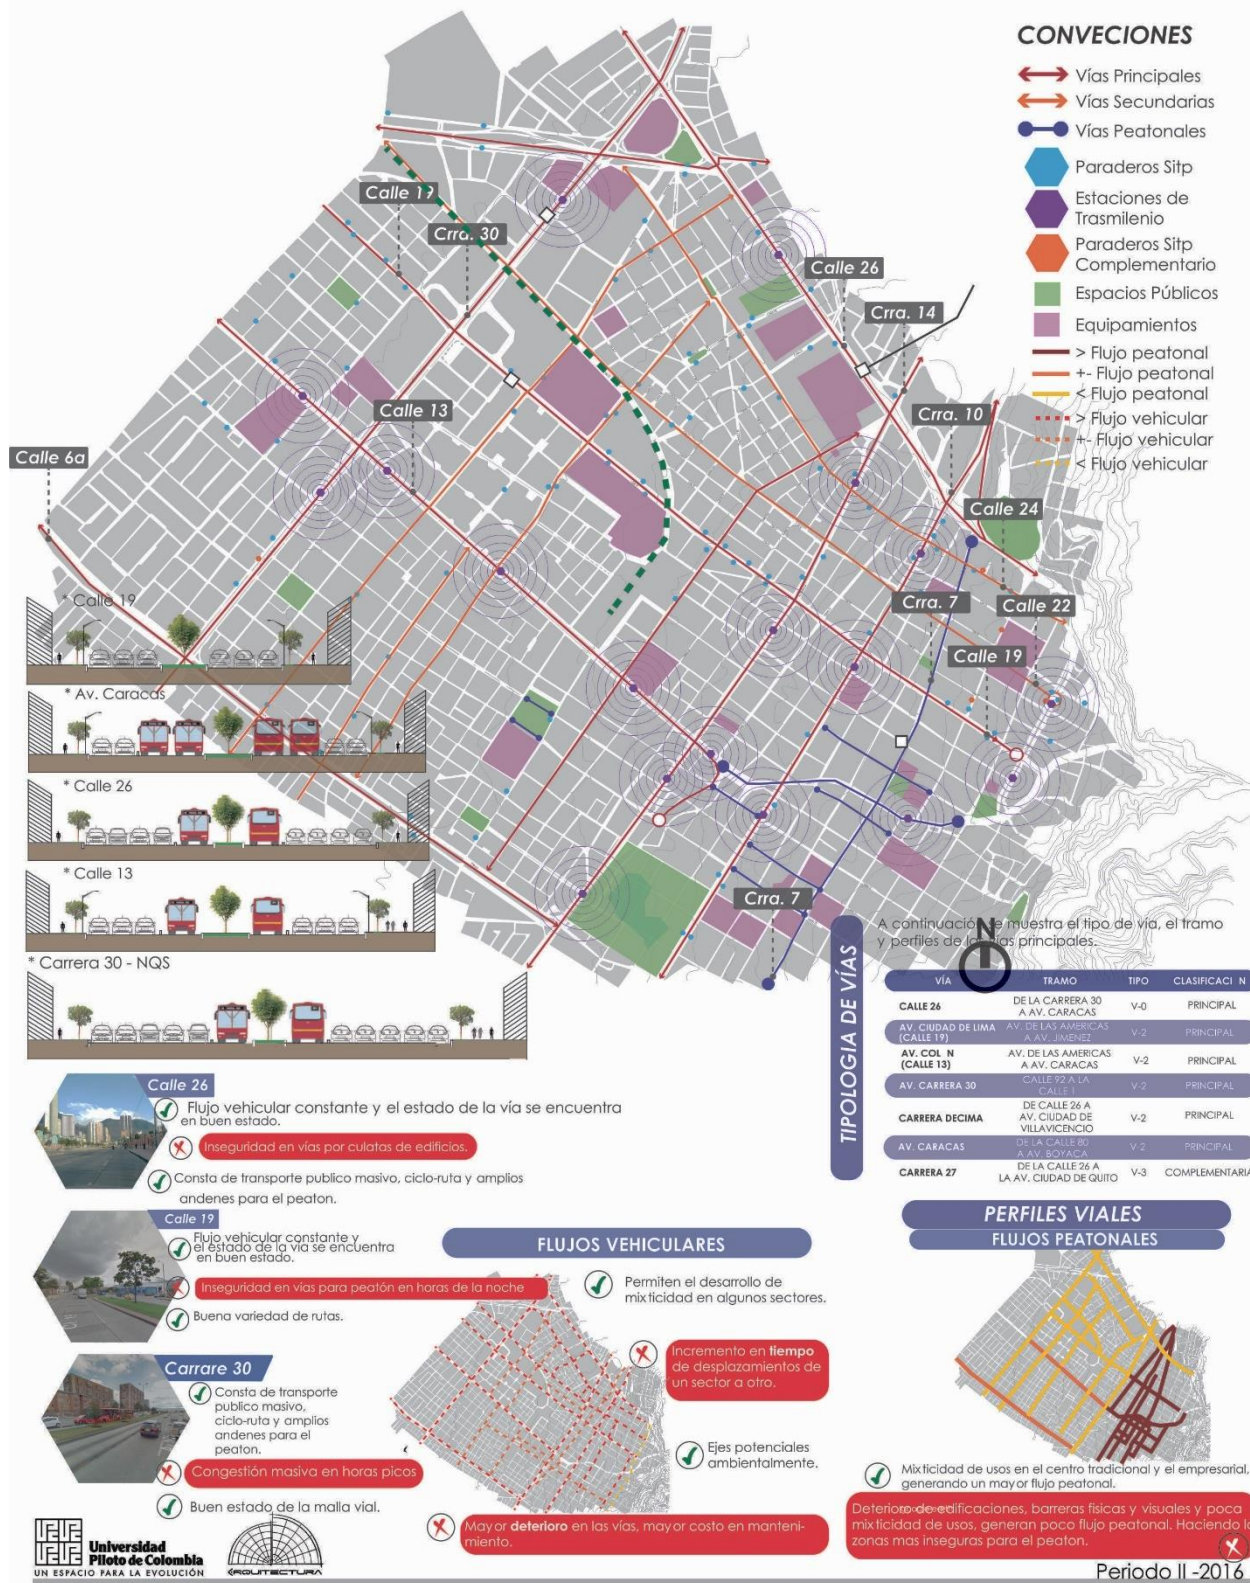 CONVECIONES
Vías Principales
Vías Secundarias
Vías Peatonales
Paraderos Sitp
Estaciones de
Trasmilenio
Paraderos Sitp
Complementario
Espacios Públicos
Equipamientos
> Flujo peatonal
+- Flujo peatonal
< Flujo peatonal
> Flujo vehicular
+- Flujo vehicular
< Flujo vehicular
Calle 19
Crra. 30
Calle 26
Crra. 14
Calle 13
Crra. 10
Calle 6a
Calle 24
Crra. 7
Calle 22
Calle 19
Crra. 7
* Calle 19
* Av. Caracas
* Calle 26
* Calle 13
* Carrera 30 - NQS
TIPOLOGIA DE VÍAS
A continuación se muestra el tipo de vía, el tramo
y perfiles de las vías principales.
N
VÍA TRAMO TIPO CLASIFICACI N
CALLE 26 DE LA CARRERA 30 A AV. CARACAS V-0 PRINCIPAL
AV. CIUDAD DE LIMA (CALLE 19) AV. DE LAS AMERICAS A AV. JIMENEZ V-2 PRINCIPAL
AV. COL N (CALLE 13) AV. DE LAS AMERICAS A AV. CARACAS V-2 PRINCIPAL
AV. CARRERA 30 CALLE 92 A LA CALLE 1 V-2 PRINCIPAL
CARRERA DECIMA DE CALLE 26 A AV. CIUDAD DE VILLAVICENCIO V-2 PRINCIPAL
AV. CARACAS DE LA CALLE 80 A AV. BOYACA V-2 PRINCIPAL
CARRERA 27 DE LA CALLE 26 A LA AV. CIUDAD DE QUITO V-3 COMPLEMENTARIA
Calle 26
Flujo vehicular constante y el estado de la vía se encuentra
en buen estado.
Inseguridad en vías por culatas de edificios.
Consta de transporte publico masivo, ciclo-ruta y amplios
andenes para el peaton.
Calle 19
Flujo vehicular constante y
el estado de la vía se encuentra
en buen estado.
Inseguridad en vias para peatón en horas de la noche
Buena variedad de rutas.
Carrare 30
Consta de transporte
publico masivo,
ciclo-ruta y amplios
andenes para el
peaton.
Congestión masiva en horas picos
Buen estado de la malla vial.
FLUJOS VEHICULARES
Permiten el desarrollo de
mixticidad en algunos sectores.
Incremento en tiempo
de desplazamientos de
un sector a otro.
Ejes potenciales
ambientalmente.
Mayor deterioro en las vías, mayor costo en manteni-
miento.
PERFILES VIALES
FLUJOS PEATONALES
Mixticidad de usos en el centro tradicional y el empresarial,
generando un mayor flujo peatonal.
Deterioro de edificaciones, barreras fisicas y visuales y poca
mixticidad de usos, generan poco flujo peatonal. Haciendo
zonas mas inseguras para el peaton.
Universidad
Piloto de Colombia
UN ESPACIO PARA LA EVOLUCIÓN
ARQUITECTURA
Periodo II -2016